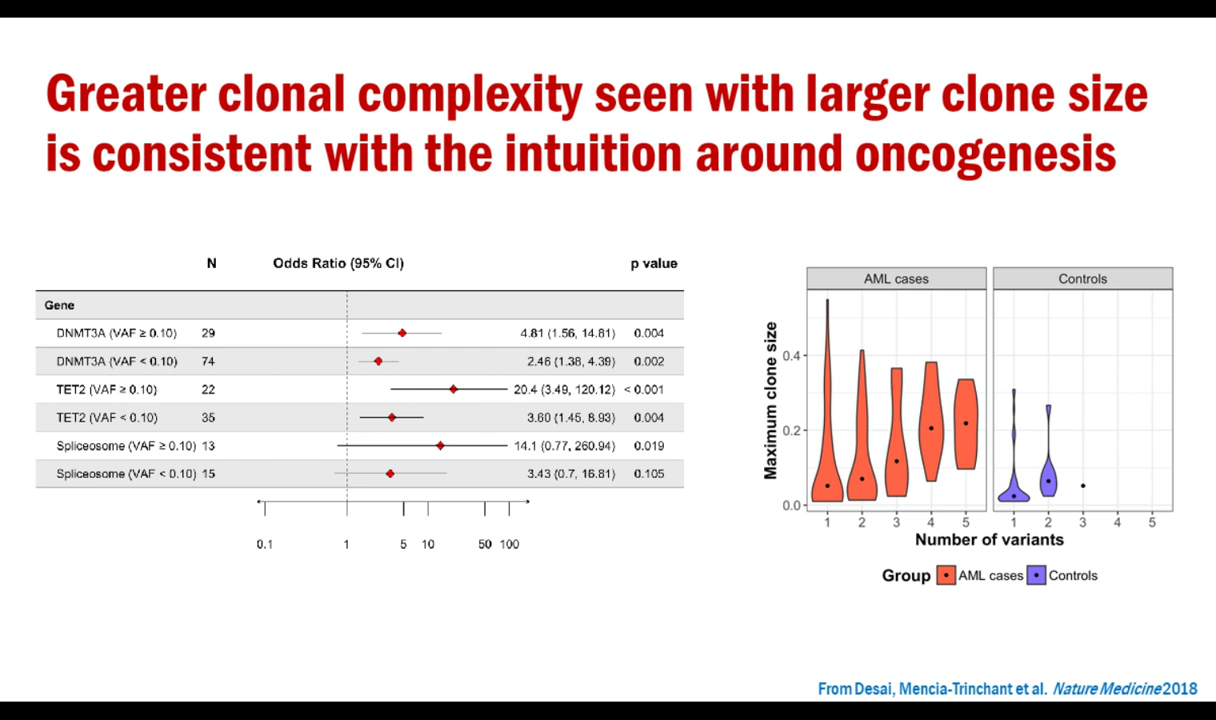 Greater clonal complexity seen with larger clone size
is consistent with the intuition around oncogenesis
N Odds Ratio (95% CI) p value
Gene
DNMT3A (VAF ≥ 0.10) 29 4.81 (1.56, 14.81) 0.004
DNMT3A (VAF < 0.10) 74 2.46 (1.38, 4.39) 0.002
TET2 (VAF ≥ 0.10) 22 20.4 (3.49, 120.12) < 0.001
TET2 (VAF < 0.10) 35 3.60 (1.45, 8.93) 0.004
Spliceosome (VAF ≥ 0.10) 13 14.1 (0.77, 260.94) 0.019
Spliceosome (VAF < 0.10) 15 3.43 (0.7, 16.81) 0.105
0.1 1 5 10 50 100
AML cases Controls
Maximum clone size
0.4
0.2
0.0
1 2 3 4 5 1 2 3 4 5
Number of variants
Group AML cases Controls
From Desai, Mencia-Trinchant et al. Nature Medicine 2018